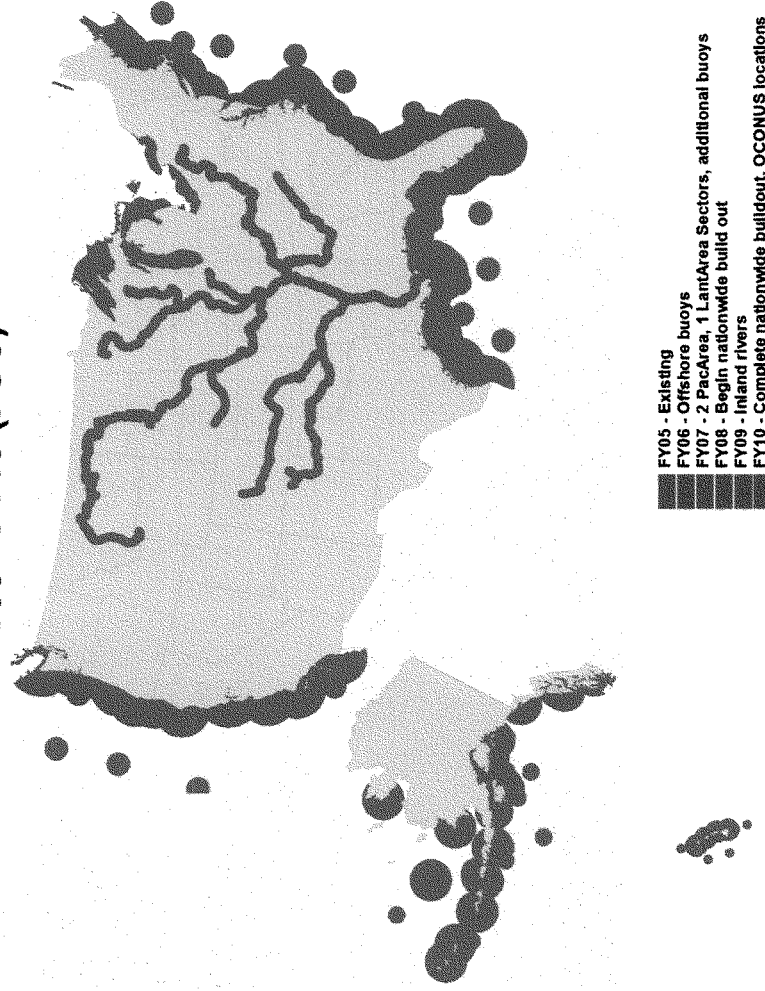 FY05 - Existing
FY06 - Offshore buoys
FY07 - 2 PacArea, 1 LantArea Sectors, additional buoys
FY08 - Begin nationwide build out
FY09 - Inland rivers
FY10 - Complete nationwide buildout, OCONUS locations